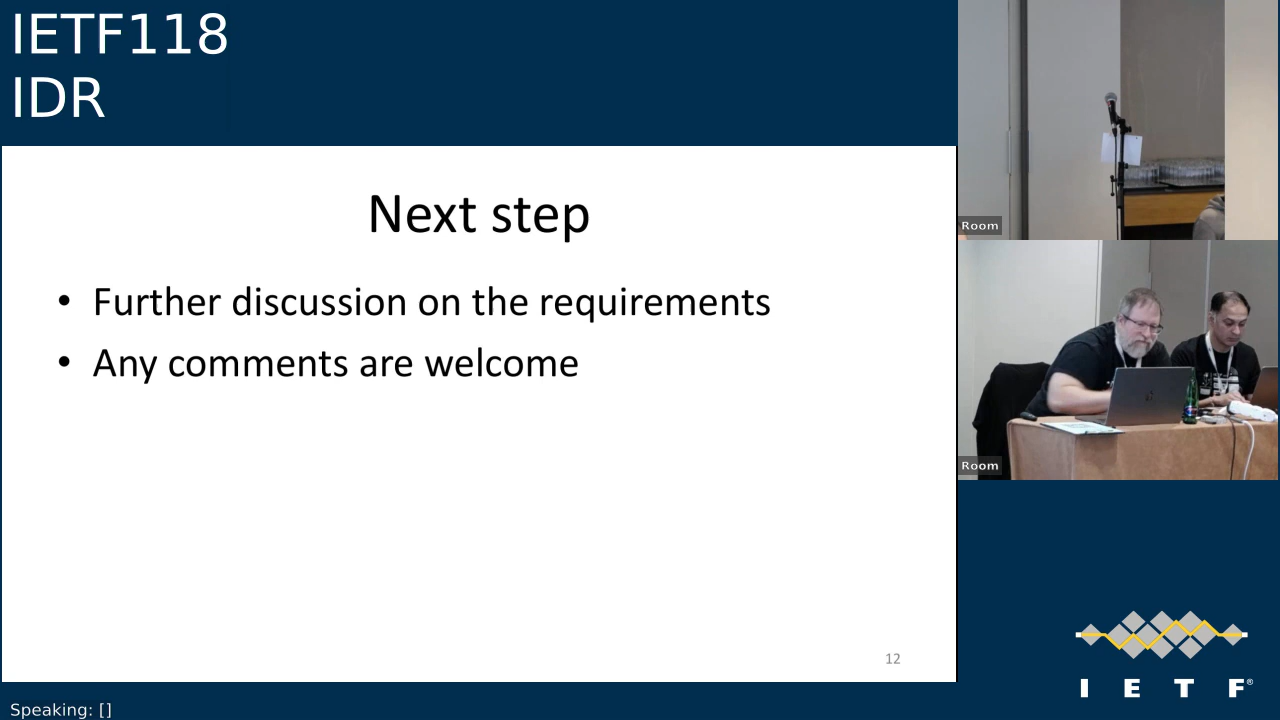 IETF118
IDR
Next step
• Further discussion on the requirements
• Any comments are welcome
12
Room
Room
I E T F®
Speaking: []